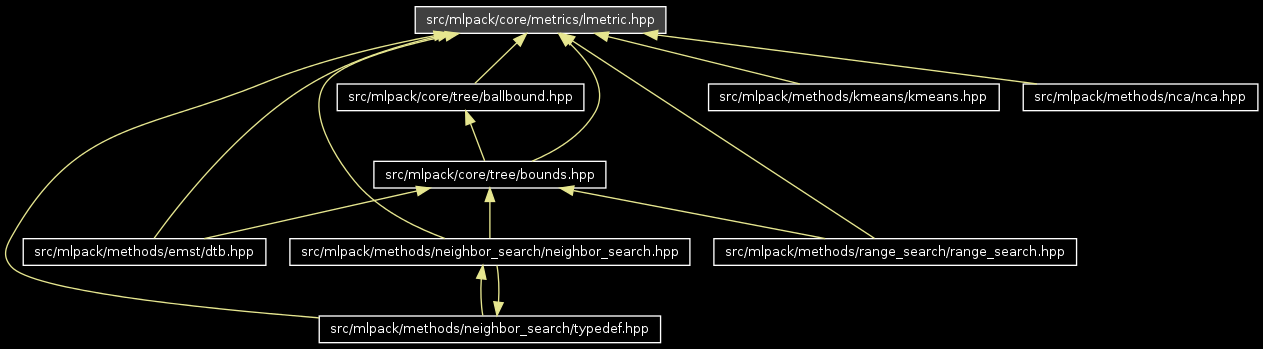 src/mlpack/core/metrics/lmetric.hpp
src/mlpack/core/tree/ballbound.hpp
src/mlpack/methods/kmeans/kmeans.hpp
src/mlpack/methods/nca/nca.hpp
src/mlpack/core/tree/bounds.hpp
src/mlpack/methods/emst/dtb.hpp
src/mlpack/methods/neighbor_search/neighbor_search.hpp
src/mlpack/methods/range_search/range_search.hpp
src/mlpack/methods/neighbor_search/typedef.hpp